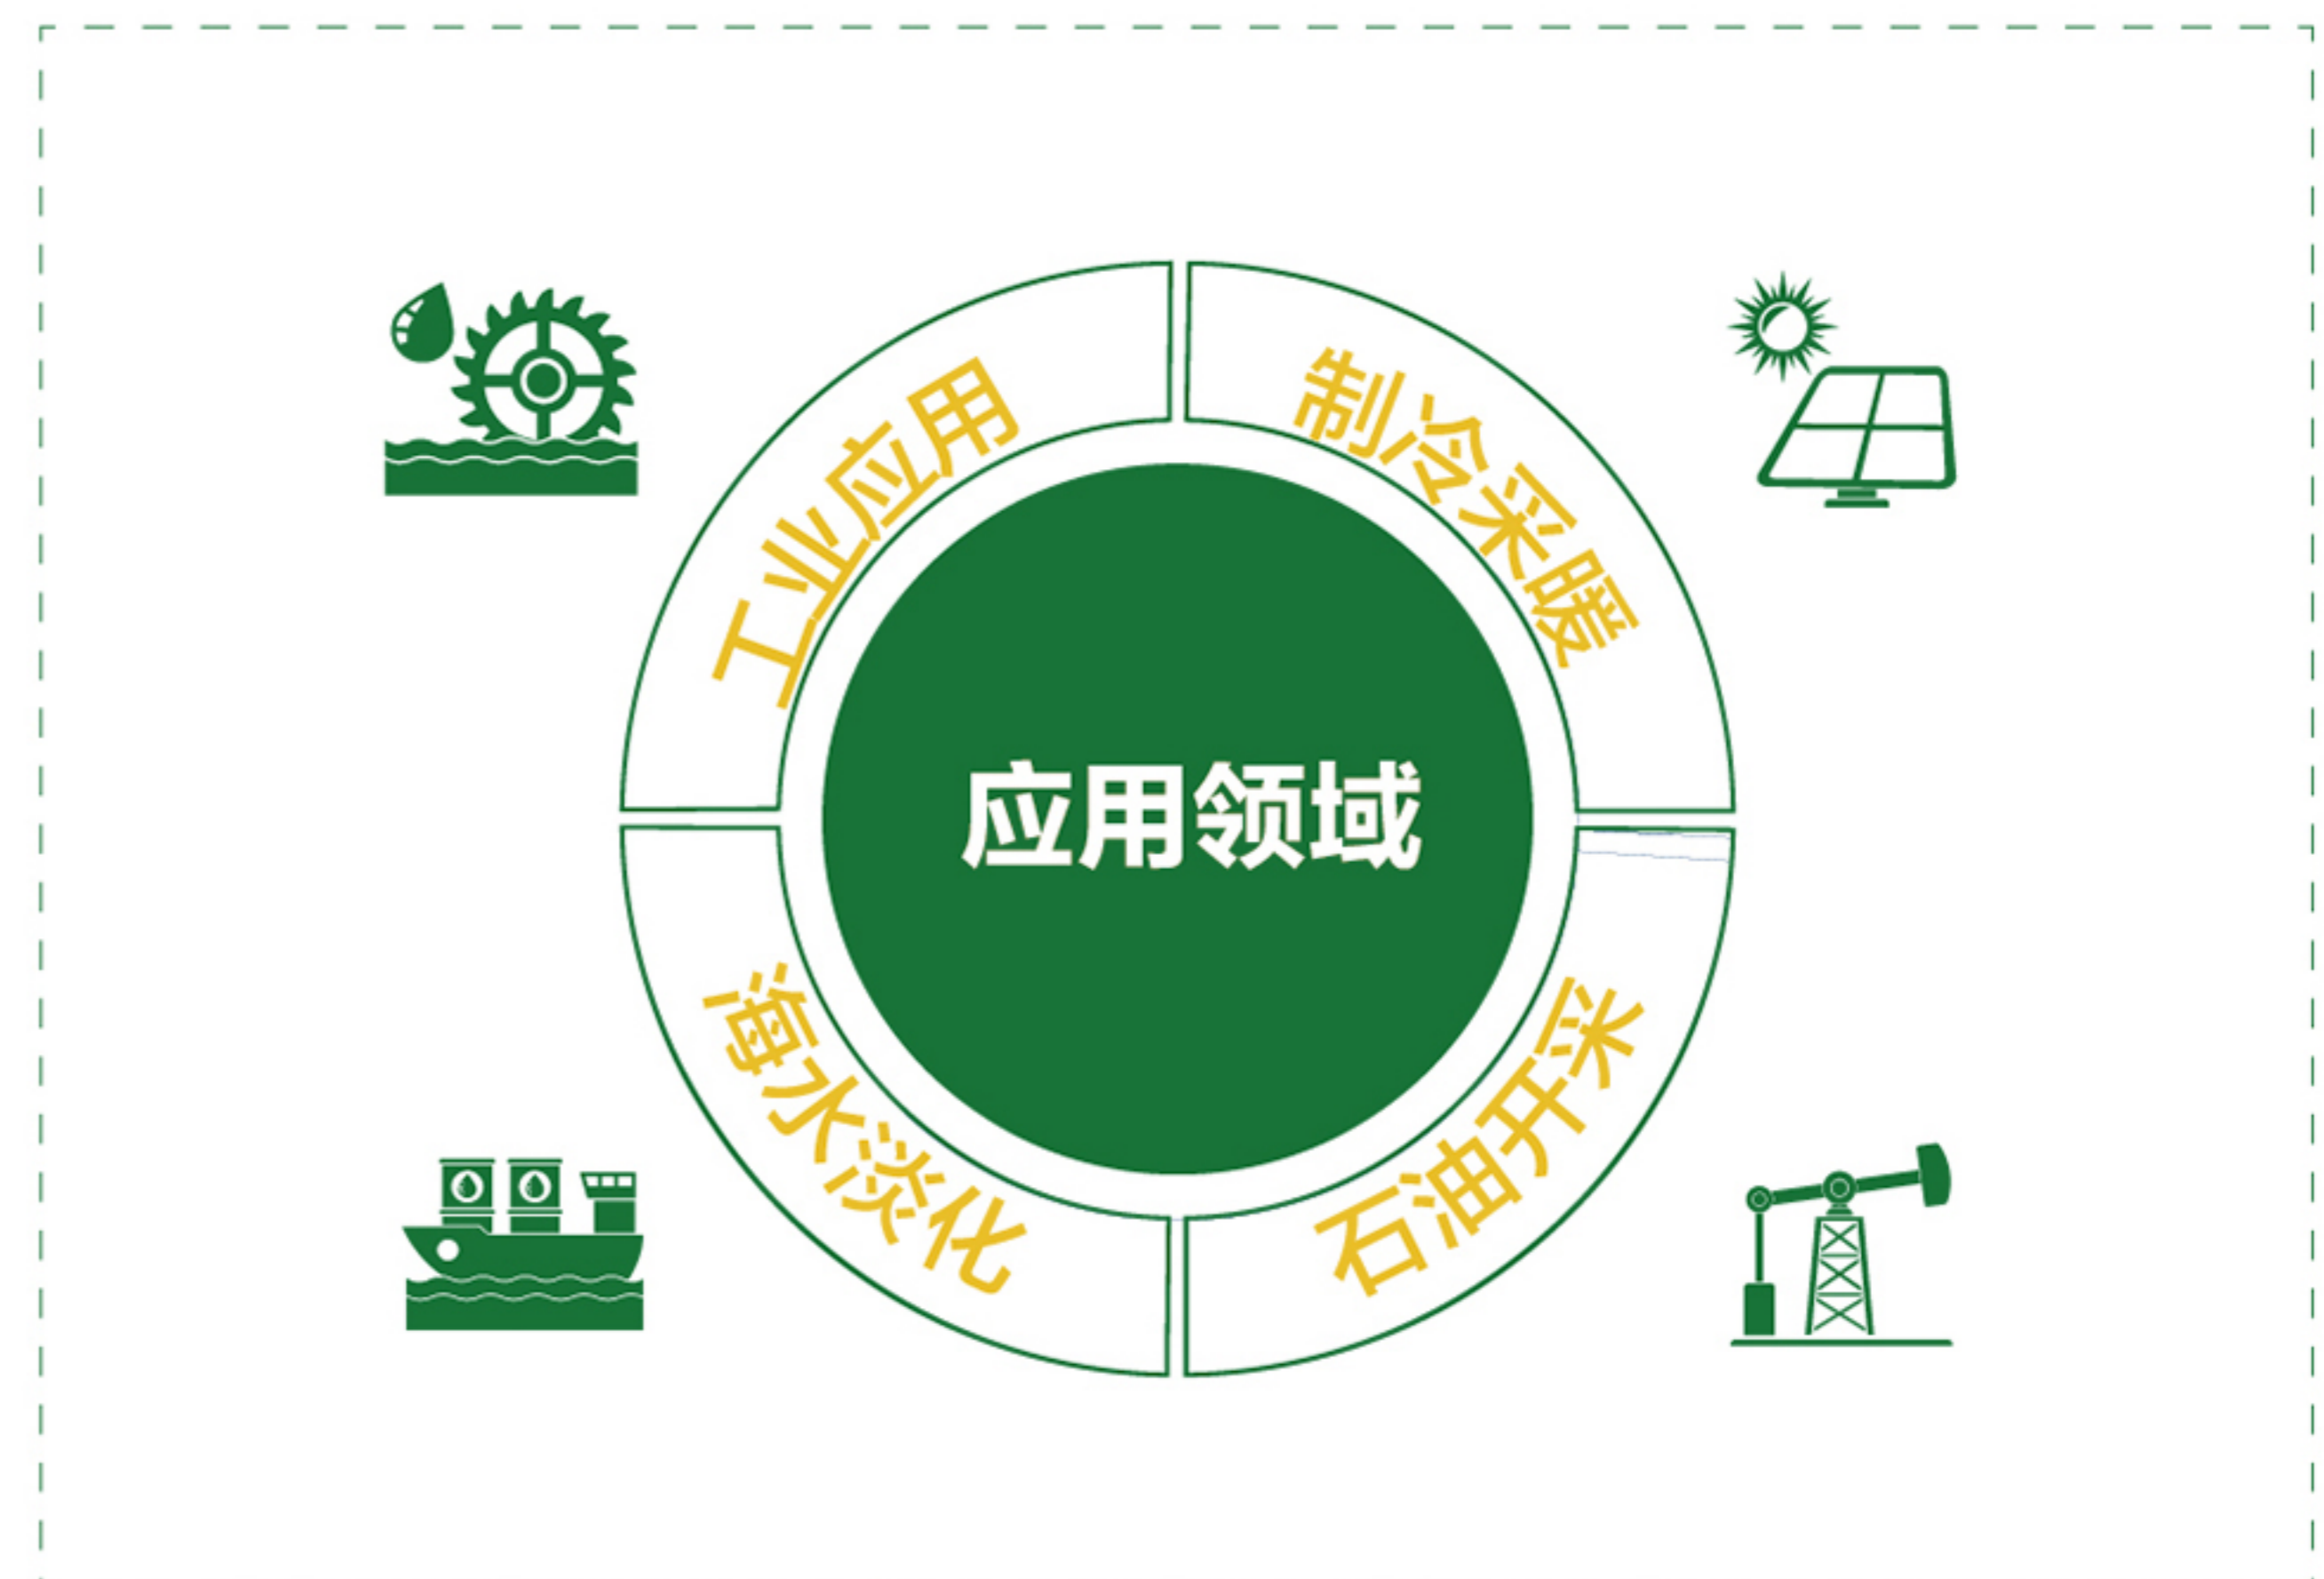 工业应用
制冷采暖
应用领域
海水淡化
石油开采